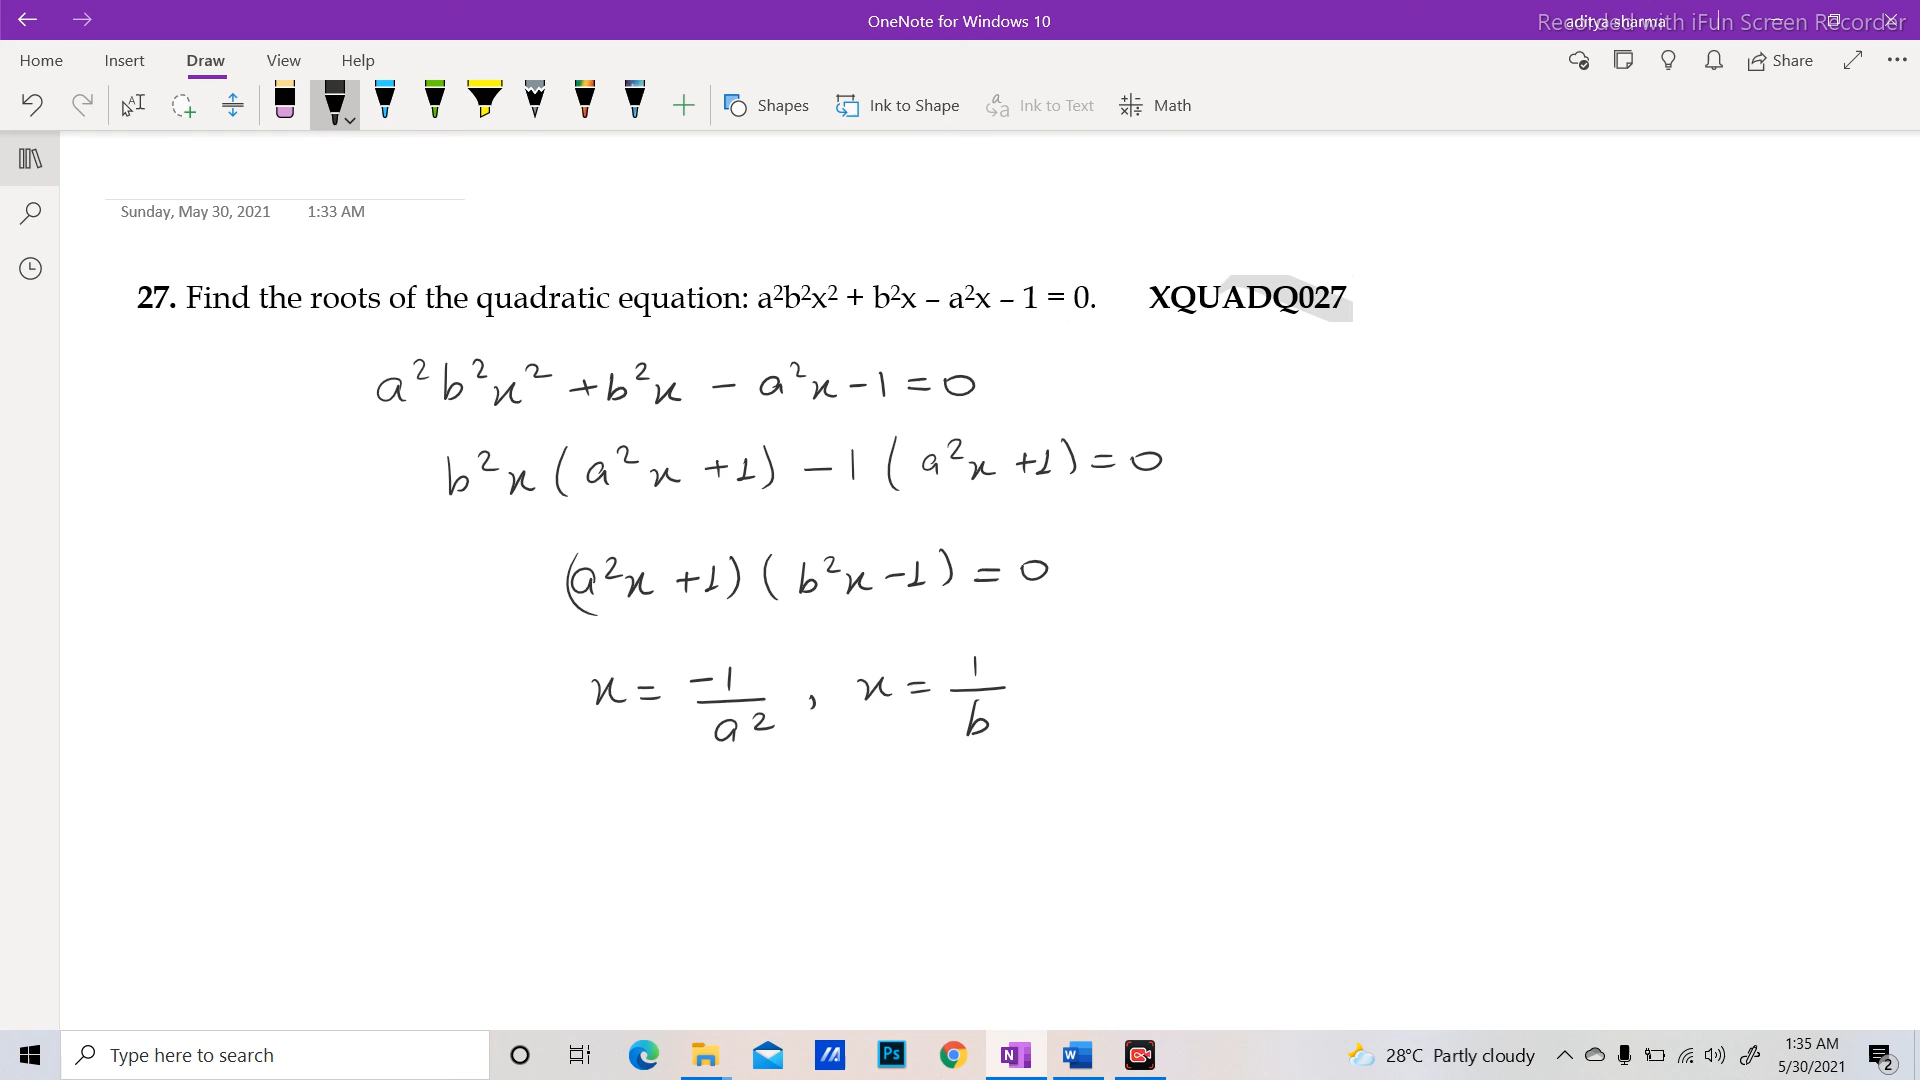 OneNote for Windows 10
aditya sharma
Recorded with iFun Screen Recorder
Home Insert Draw View Help
Share
Shapes Ink to Shape Ink to Text Math
Sunday, May 30, 2021 1:33 AM
27. Find the roots of the quadratic equation: a²b²x² + b²x – a²x – 1 = 0. XQUADQ027
a²b²x² + b²x - a²x - 1 = 0
b²x ( a²x + 1 ) - 1 ( a²x + 1 ) = 0
(a²x + 1) ( b²x - 1 ) = 0
x = -1/a² , x = 1/b
Type here to search
28°C Partly cloudy
1:35 AM
5/30/2021
2